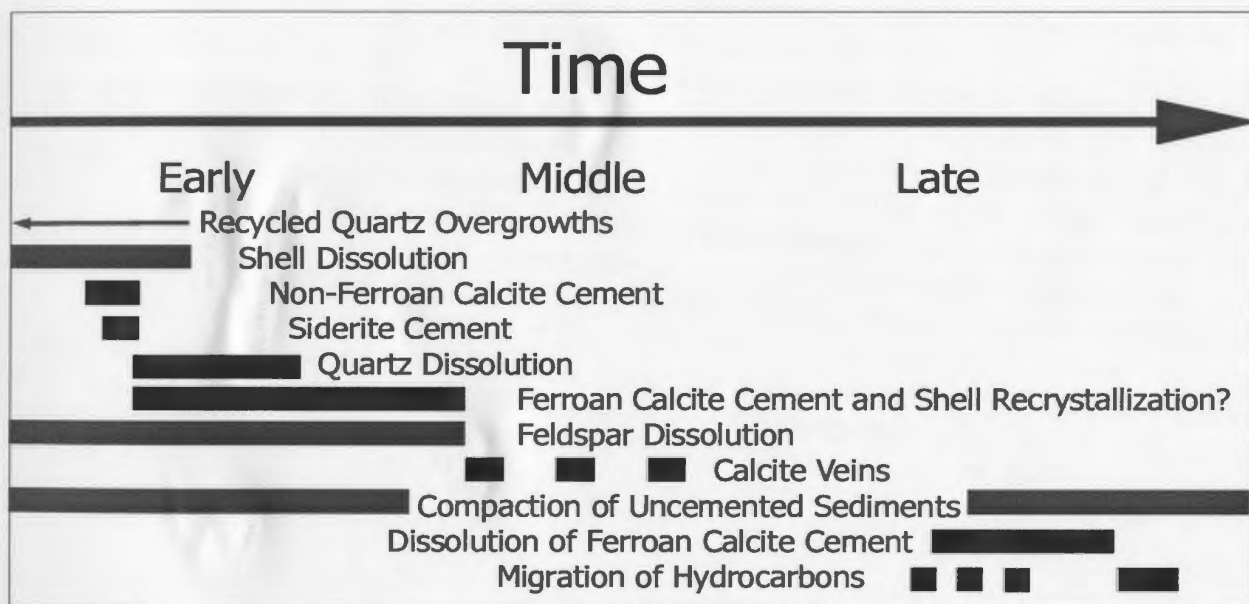 Time
Early Middle Late
Recycled Quartz Overgrowths
Shell Dissolution
Non-Ferroan Calcite Cement
Siderite Cement
Quartz Dissolution
Ferroan Calcite Cement and Shell Recrystallization?
Feldspar Dissolution
Calcite Veins
Compaction of Uncemented Sediments
Dissolution of Ferroan Calcite Cement
Migration of Hydrocarbons